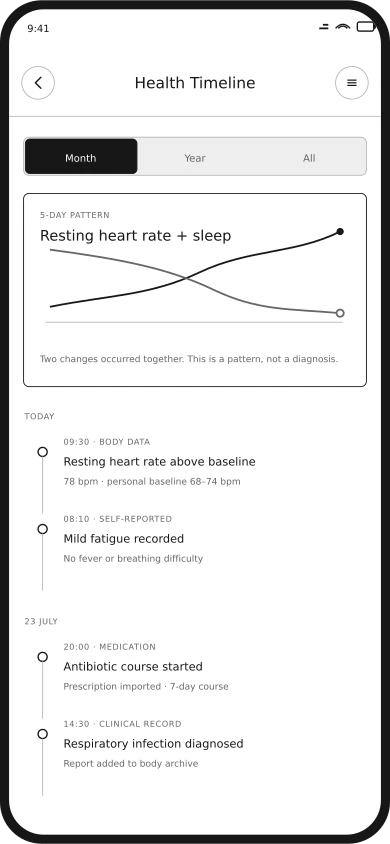 9:41
Health Timeline
Month
Year
All
5-DAY PATTERN
Resting heart rate + sleep
Two changes occurred together. This is a pattern, not a diagnosis.
TODAY
09:30 · BODY DATA
Resting heart rate above baseline
78 bpm · personal baseline 68–74 bpm
08:10 · SELF-REPORTED
Mild fatigue recorded
No fever or breathing difficulty
23 JULY
20:00 · MEDICATION
Antibiotic course started
Prescription imported · 7-day course
14:30 · CLINICAL RECORD
Respiratory infection diagnosed
Report added to body archive